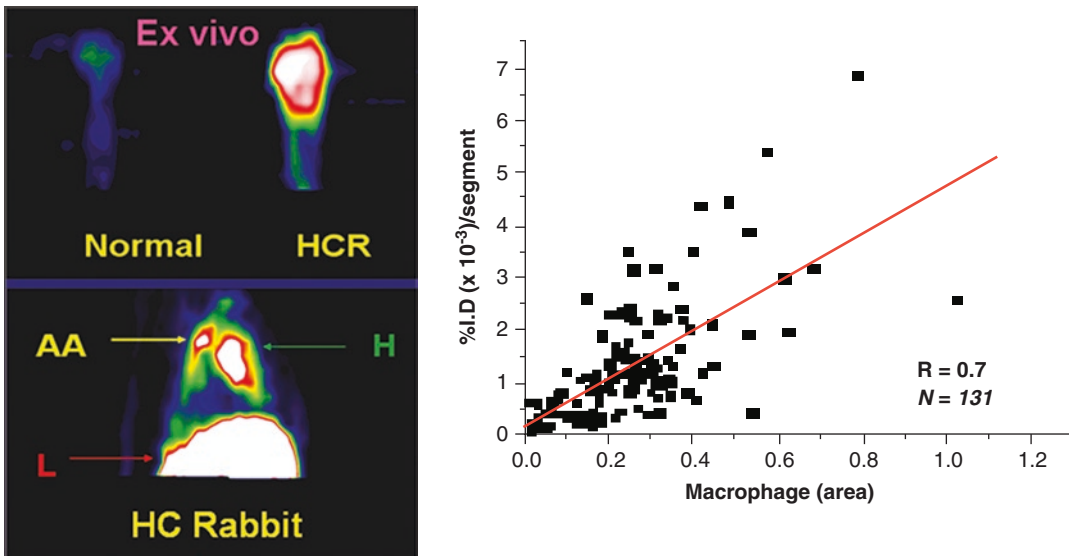 Ex vivo
Normal HCR
AA H
L
HC Rabbit
%I.D (x 10⁻³)/segment
7
6
5
4
3
2
1
0
R = 0.7
N = 131
0.0 0.2 0.4 0.6 0.8 1.0 1.2
Macrophage (area)